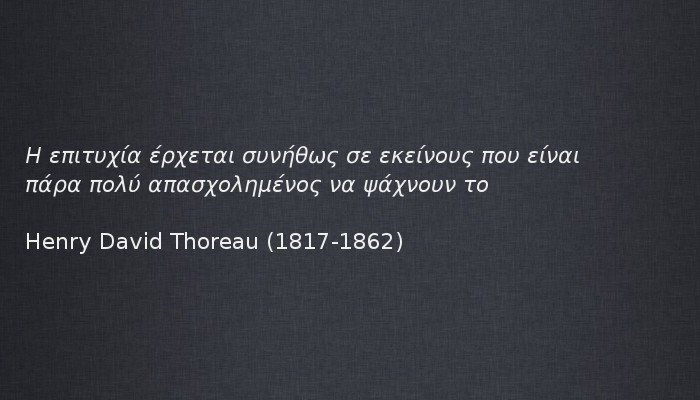 Η επιτυχία έρχεται συνήθως σε εκείνους που είναι
πάρα πολύ απασχολημένος να ψάχνουν το
Henry David Thoreau (1817-1862)